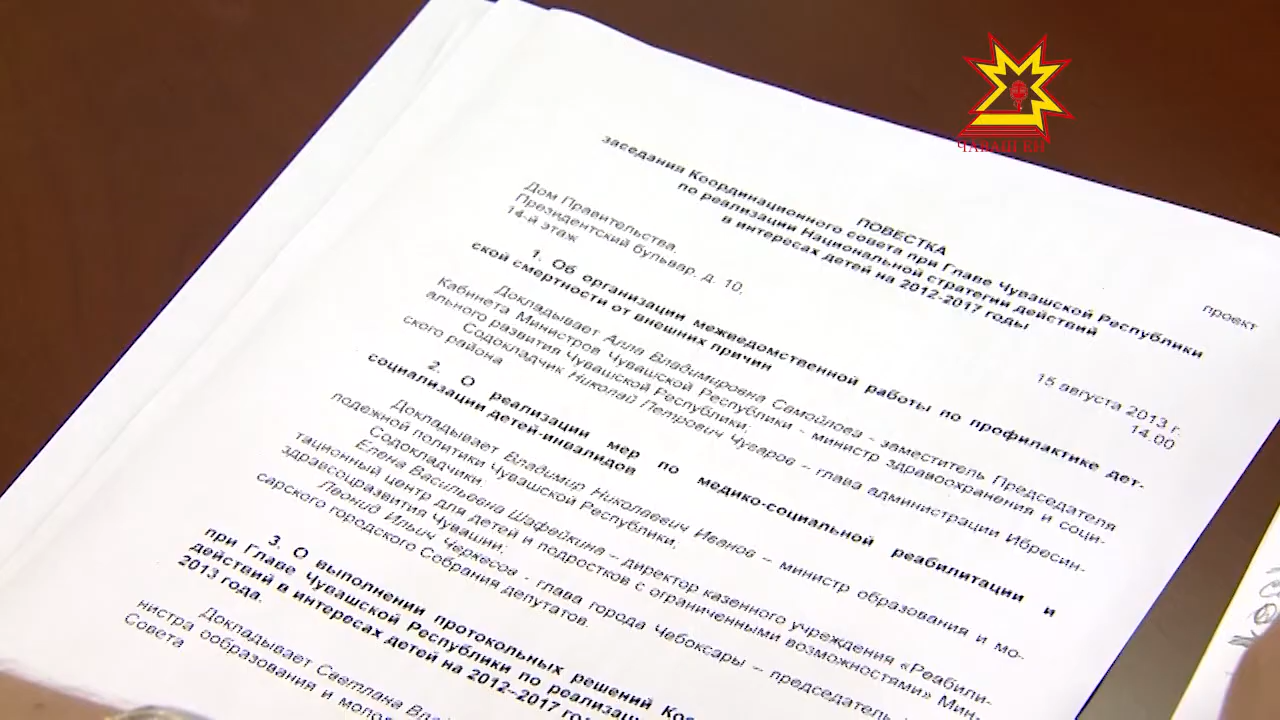 ЧĂВАШ ЕН
проект
ПОВЕСТКА
заседания Координационного совета при Главе Чувашской Республики
по реализации Национальной стратегии действий
в интересах детей на 2012-2017 годы
Дом Правительства,
Президентский бульвар, д. 10,
14-й этаж
15 августа 2013 г.
14.00
1. Об организации межведомственной работы по профилактике дет-
ской смертности от внешних причин
Докладывает Алла Владимировна Самойлова - заместитель Председателя
Кабинета Министров Чувашской Республики - министр здравоохранения и соци-
ального развития Чувашской Республики,
Содокладчик Николай Петрович Чугаров – глава администрации Ибресин-
ского района
2. О реализации мер по медико-социальной реабилитации и
социализации детей-инвалидов
Докладывает Владимир Николаевич Иванов – министр образования и мо-
лодежной политики Чувашской Республики,
Содокладчики:
Елена Васильевна Шафейкина – директор казенного учреждения «Реабили-
тационный центр для детей и подростков с ограниченными возможностями» Мин-
здравсоцразвития Чувашии;
Леонид Ильич Черкесов - глава города Чебоксары – председатель
сарского городского Собрания депутатов.
3. О выполнении протокольных решений
при Главе Чувашской Республики по реализации
действий в интересах детей на 2012-2017
2013 года.
Докладывает Светлана
нистра образования и
Совета